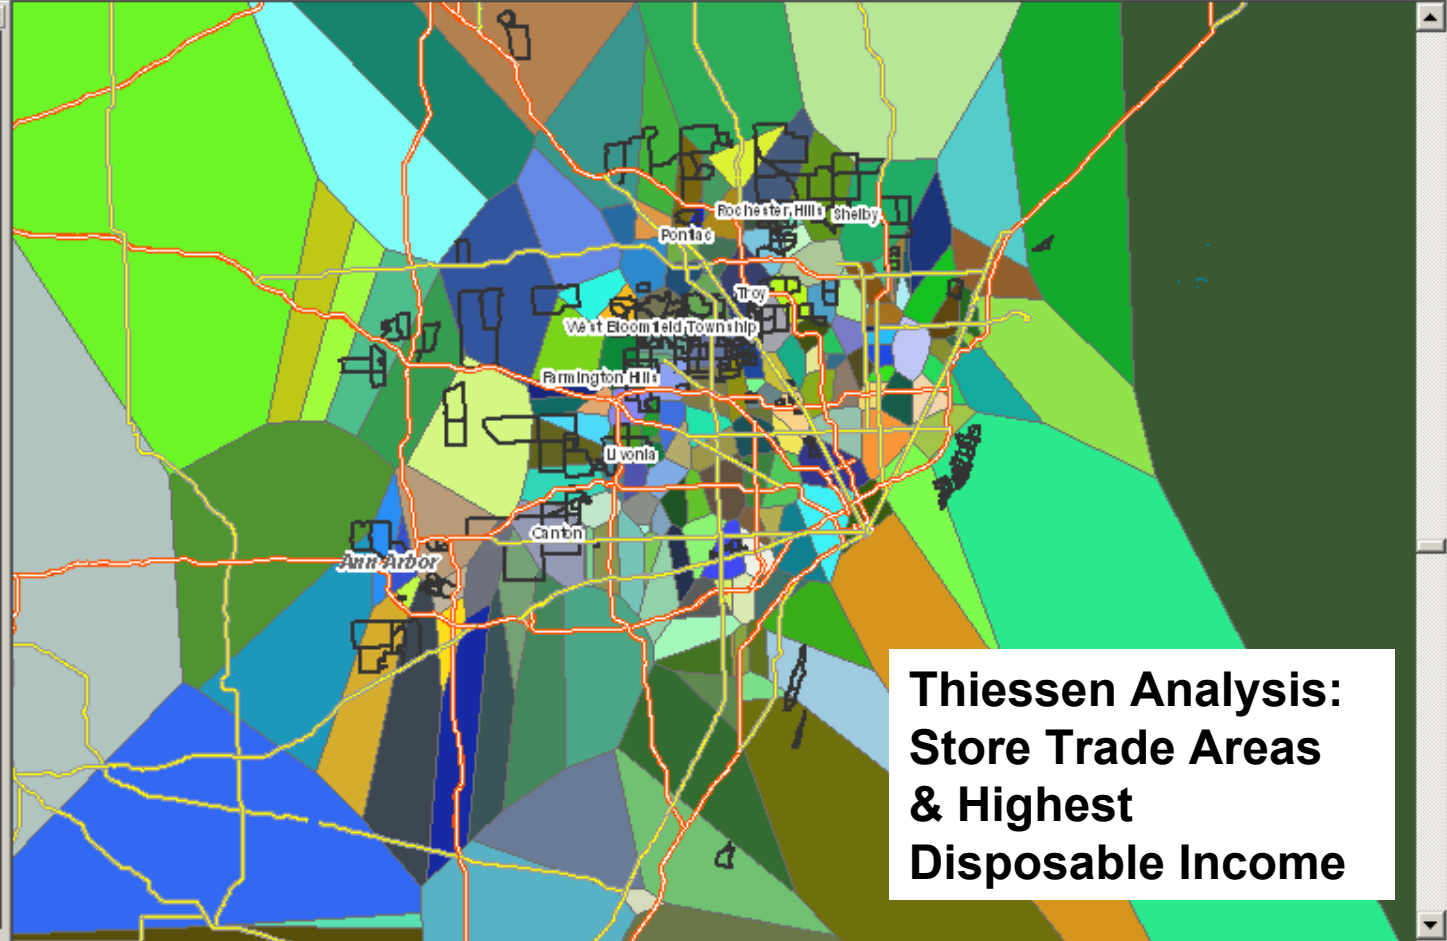 Rochester Hills
Shelby
Pontiac
Troy
West Bloomfield Township
Farmington Hills
Livonia
Canton
Ann Arbor
Thiessen Analysis:
Store Trade Areas
& Highest
Disposable Income